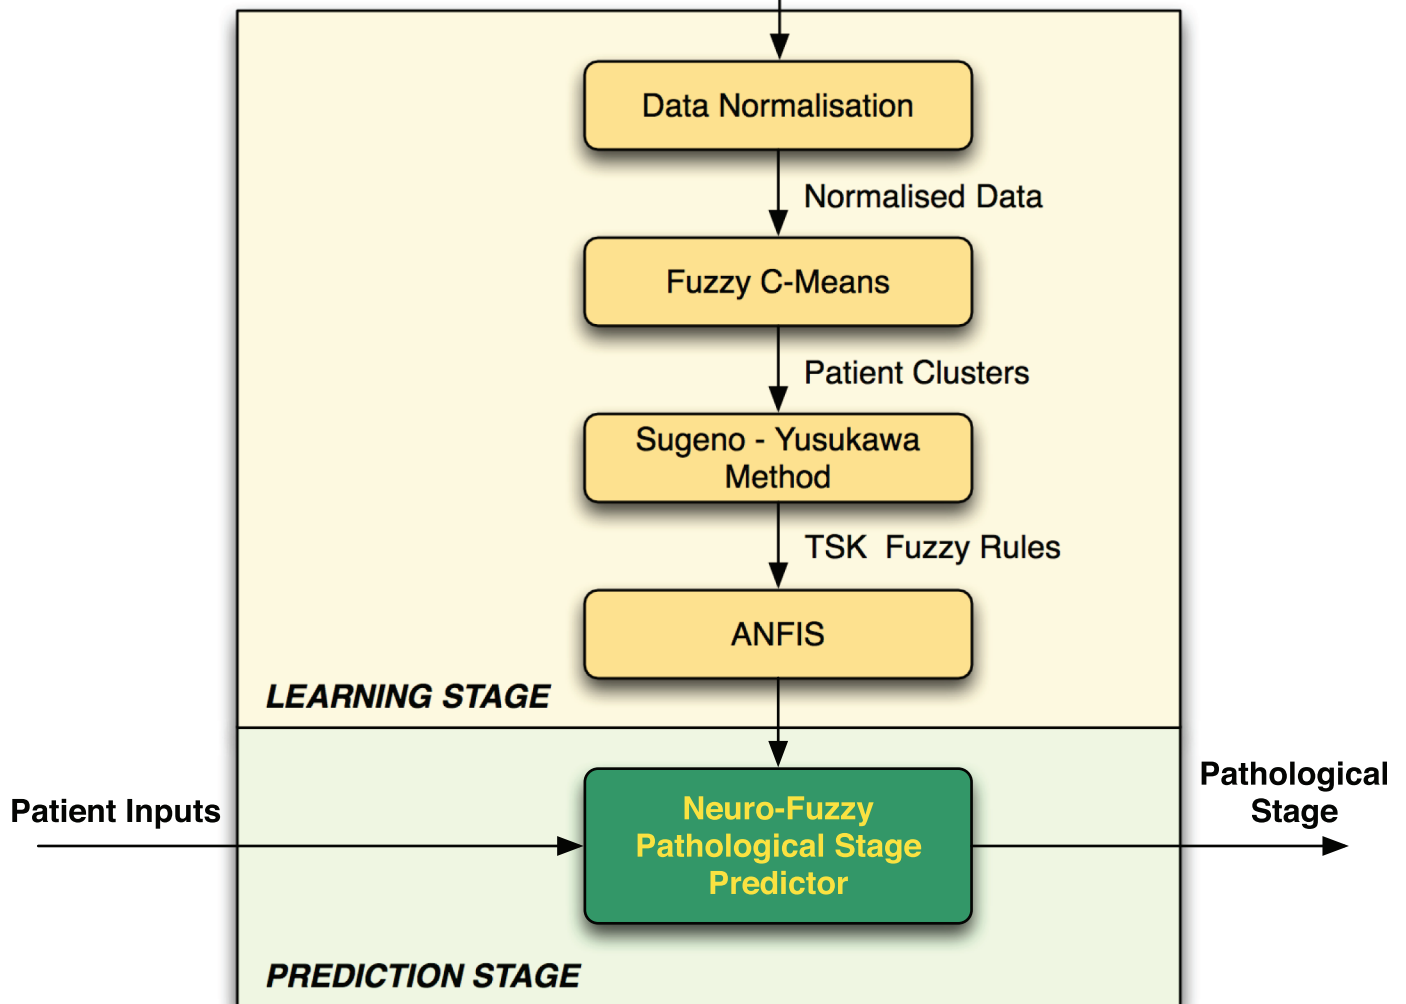 Data Normalisation
Normalised Data
Fuzzy C-Means
Patient Clusters
Sugeno - Yusukawa
Method
TSK  Fuzzy Rules
ANFIS
LEARNING STAGE
Patient Inputs
Neuro-Fuzzy
Pathological Stage
Predictor
Pathological
Stage
PREDICTION STAGE